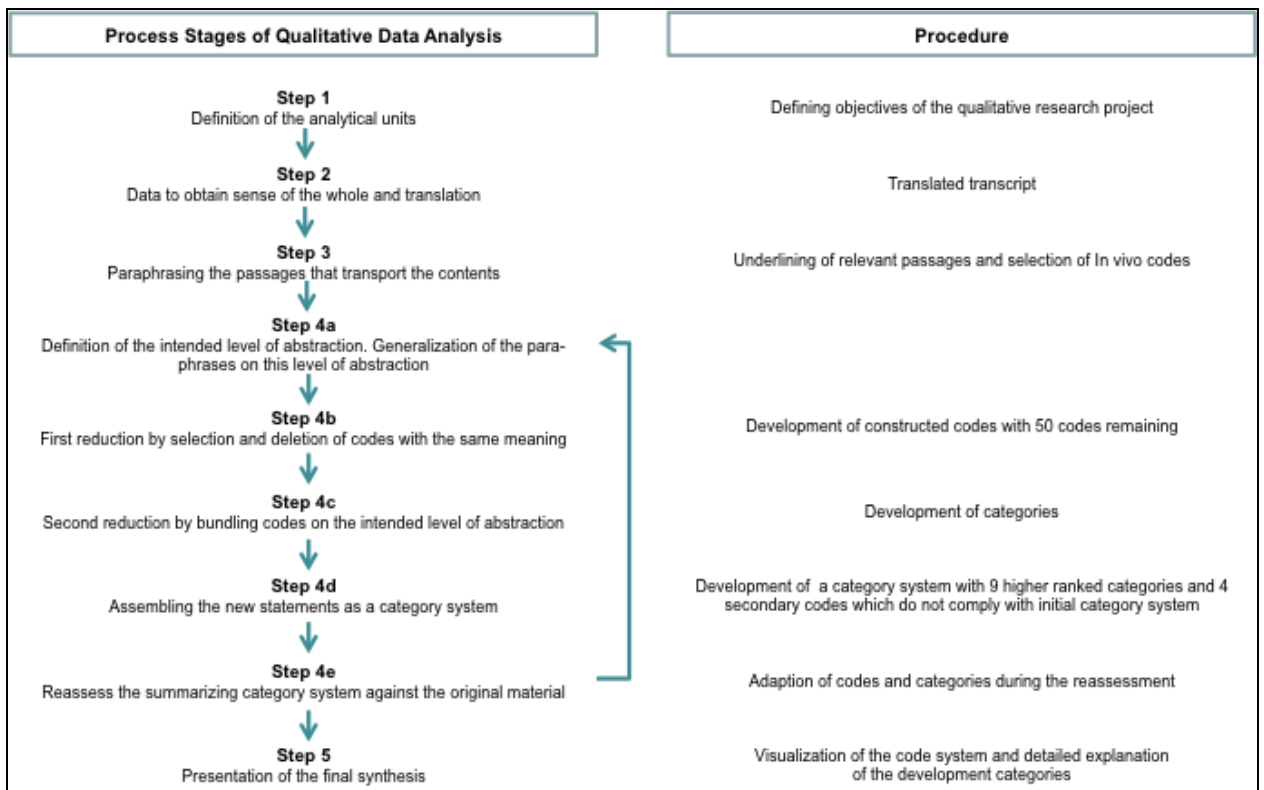 Process Stages of Qualitative Data Analysis
Procedure
Step 1
Definition of the analytical units
Defining objectives of the qualitative research project
Step 2
Data to obtain sense of the whole and translation
Translated transcript
Step 3
Paraphrasing the passages that transport the contents
Underlining of relevant passages and selection of In vivo codes
Step 4a
Definition of the intended level of abstraction. Generalization of the para-
phrases on this level of abstraction
Step 4b
First reduction by selection and deletion of codes with the same meaning
Development of constructed codes with 50 codes remaining
Step 4c
Second reduction by bundling codes on the intended level of abstraction
Development of categories
Step 4d
Assembling the new statements as a category system
Development of a category system with 9 higher ranked categories and 4
secondary codes which do not comply with initial category system
Step 4e
Reassess the summarizing category system against the original material
Adaption of codes and categories during the reassessment
Step 5
Presentation of the final synthesis
Visualization of the code system and detailed explanation
of the development categories